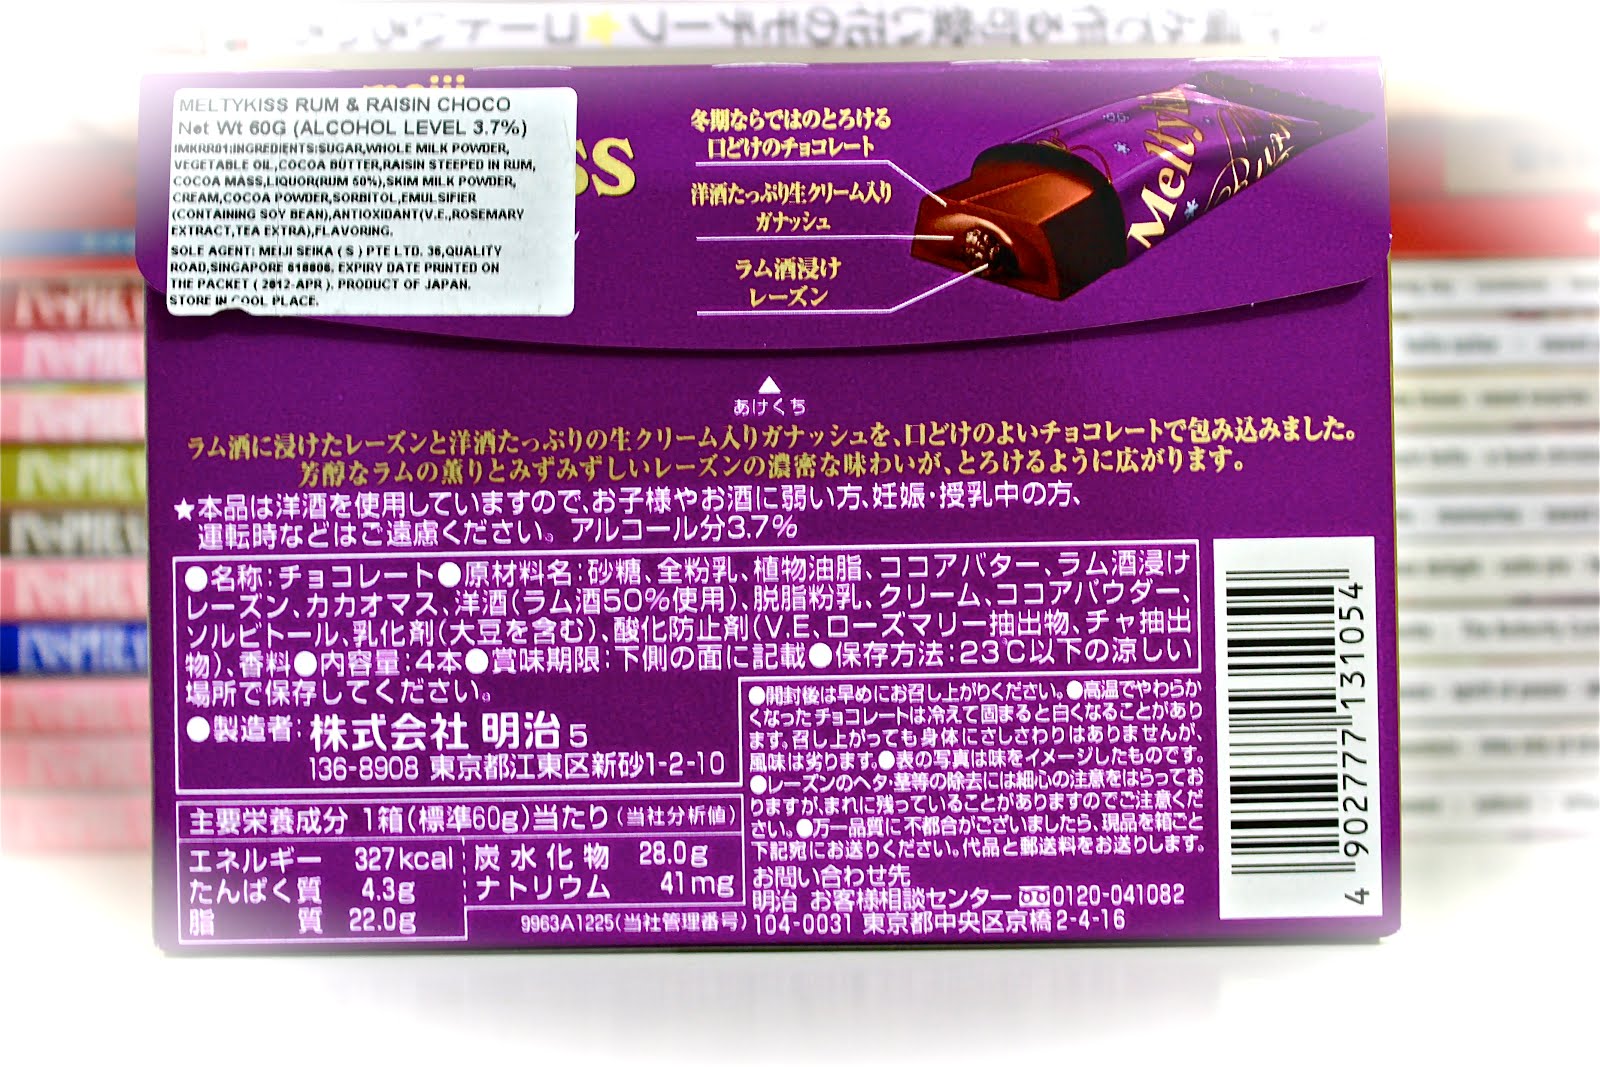 meiji
MELTYKISS RUM & RAISIN CHOCO
Net Wt 60G (ALCOHOL LEVEL 3.7%)
IMKRR01:INGREDIENTS:SUGAR,WHOLE MILK POWDER,
VEGETABLE OIL,COCOA BUTTER,RAISIN STEEPED IN RUM,
COCOA MASS,LIQUOR(RUM 50%),SKIM MILK POWDER,
CREAM,COCOA POWDER,SORBITOL,EMULSIFIER
(CONTAINING SOY BEAN),ANTIOXIDANT(V.E.,ROSEMARY
EXTRACT,TEA EXTRA),FLAVORING.
SOLE AGENT: MEIJI SEIKA ( S ) PTE LTD. 36,QUALITY
ROAD,SINGAPORE 618806. EXPIRY DATE PRINTED ON
THE PACKET ( 2012-APR ). PRODUCT OF JAPAN.
STORE IN COOL PLACE.
ss
冬期ならではのとろける
口どけのチョコレート
洋酒たっぷり生クリーム入り
ガナッシュ
ラム酒浸け
レーズン
Meltyk
あけくち
ラム酒に浸けたレーズンと洋酒たっぷりの生クリーム入りガナッシュを、口どけのよいチョコレートで包み込みました。
芳醇なラムの薫りとみずみずしいレーズンの濃密な味わいが、とろけるように広がります。
★本品は洋酒を使用していますので、お子様やお酒に弱い方、妊娠・授乳中の方、
運転時などはご遠慮ください。アルコール分3.7%
●名称:チョコレート●原材料名:砂糖、全粉乳、植物油脂、ココアバター、ラム酒浸け
レーズン、カカオマス、洋酒(ラム酒50%使用)、脱脂粉乳、クリーム、ココアパウダー、
ソルビトール、乳化剤(大豆を含む)、酸化防止剤(V.E、ローズマリー抽出物、チャ抽出
物)、香料●内容量:4本●賞味期限:下側の面に記載●保存方法:23℃以下の涼しい
場所で保存してください。
●製造者:株式会社 明治5
136-8908 東京都江東区新砂1-2-10
主要栄養成分 1箱(標準60g)当たり(当社分析値)
エネルギー 327kcal 炭水化物 28.0g
たんぱく質 4.3g ナトリウム 41mg
脂質 22.0g
9963A1225(当社管理番号)
●開封後は早めにお召し上がりください。●高温でやわらか
くなったチョコレートは冷えて固まると白くなることがあり
ます。召し上がっても身体にさしさわりはありませんが、
風味は劣ります。●表の写真は味をイメージしたものです。
●レーズンのヘタ・茎等の除去には細心の注意をはらってお
りますが、まれに残っていることがありますのでご注意くだ
さい。●万一品質に不都合がございましたら、現品を箱ごと
下記宛にお送りください。代品と郵送料をお送りします。
お問い合わせ先
明治 お客様相談センター 0120-041082
104-0031 東京都中央区京橋2-4-16
4 902777 131054